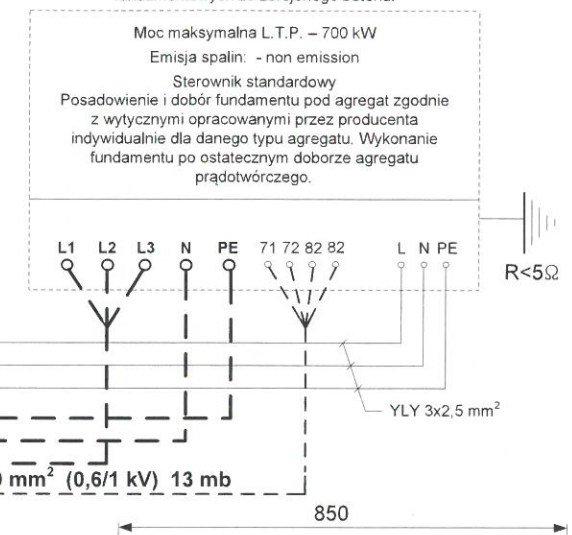 Moc maksymalna L.T.P. – 700 kW
Emisja spalin: - non emission
Sterownik standardowy
Posadowienie i dobór fundamentu pod agregat zgodnie
z wytycznymi opracowanymi przez producenta
indywidualnie dla danego typu agregatu. Wykonanie
fundamentu po ostatecznym doborze agregatu
prądotwórczego.
L1 L2 L3 N PE 71 72 82 82 L N PE
R<5Ω
YLY 3x2,5 mm²
mm² (0,6/1 kV) 13 mb
850